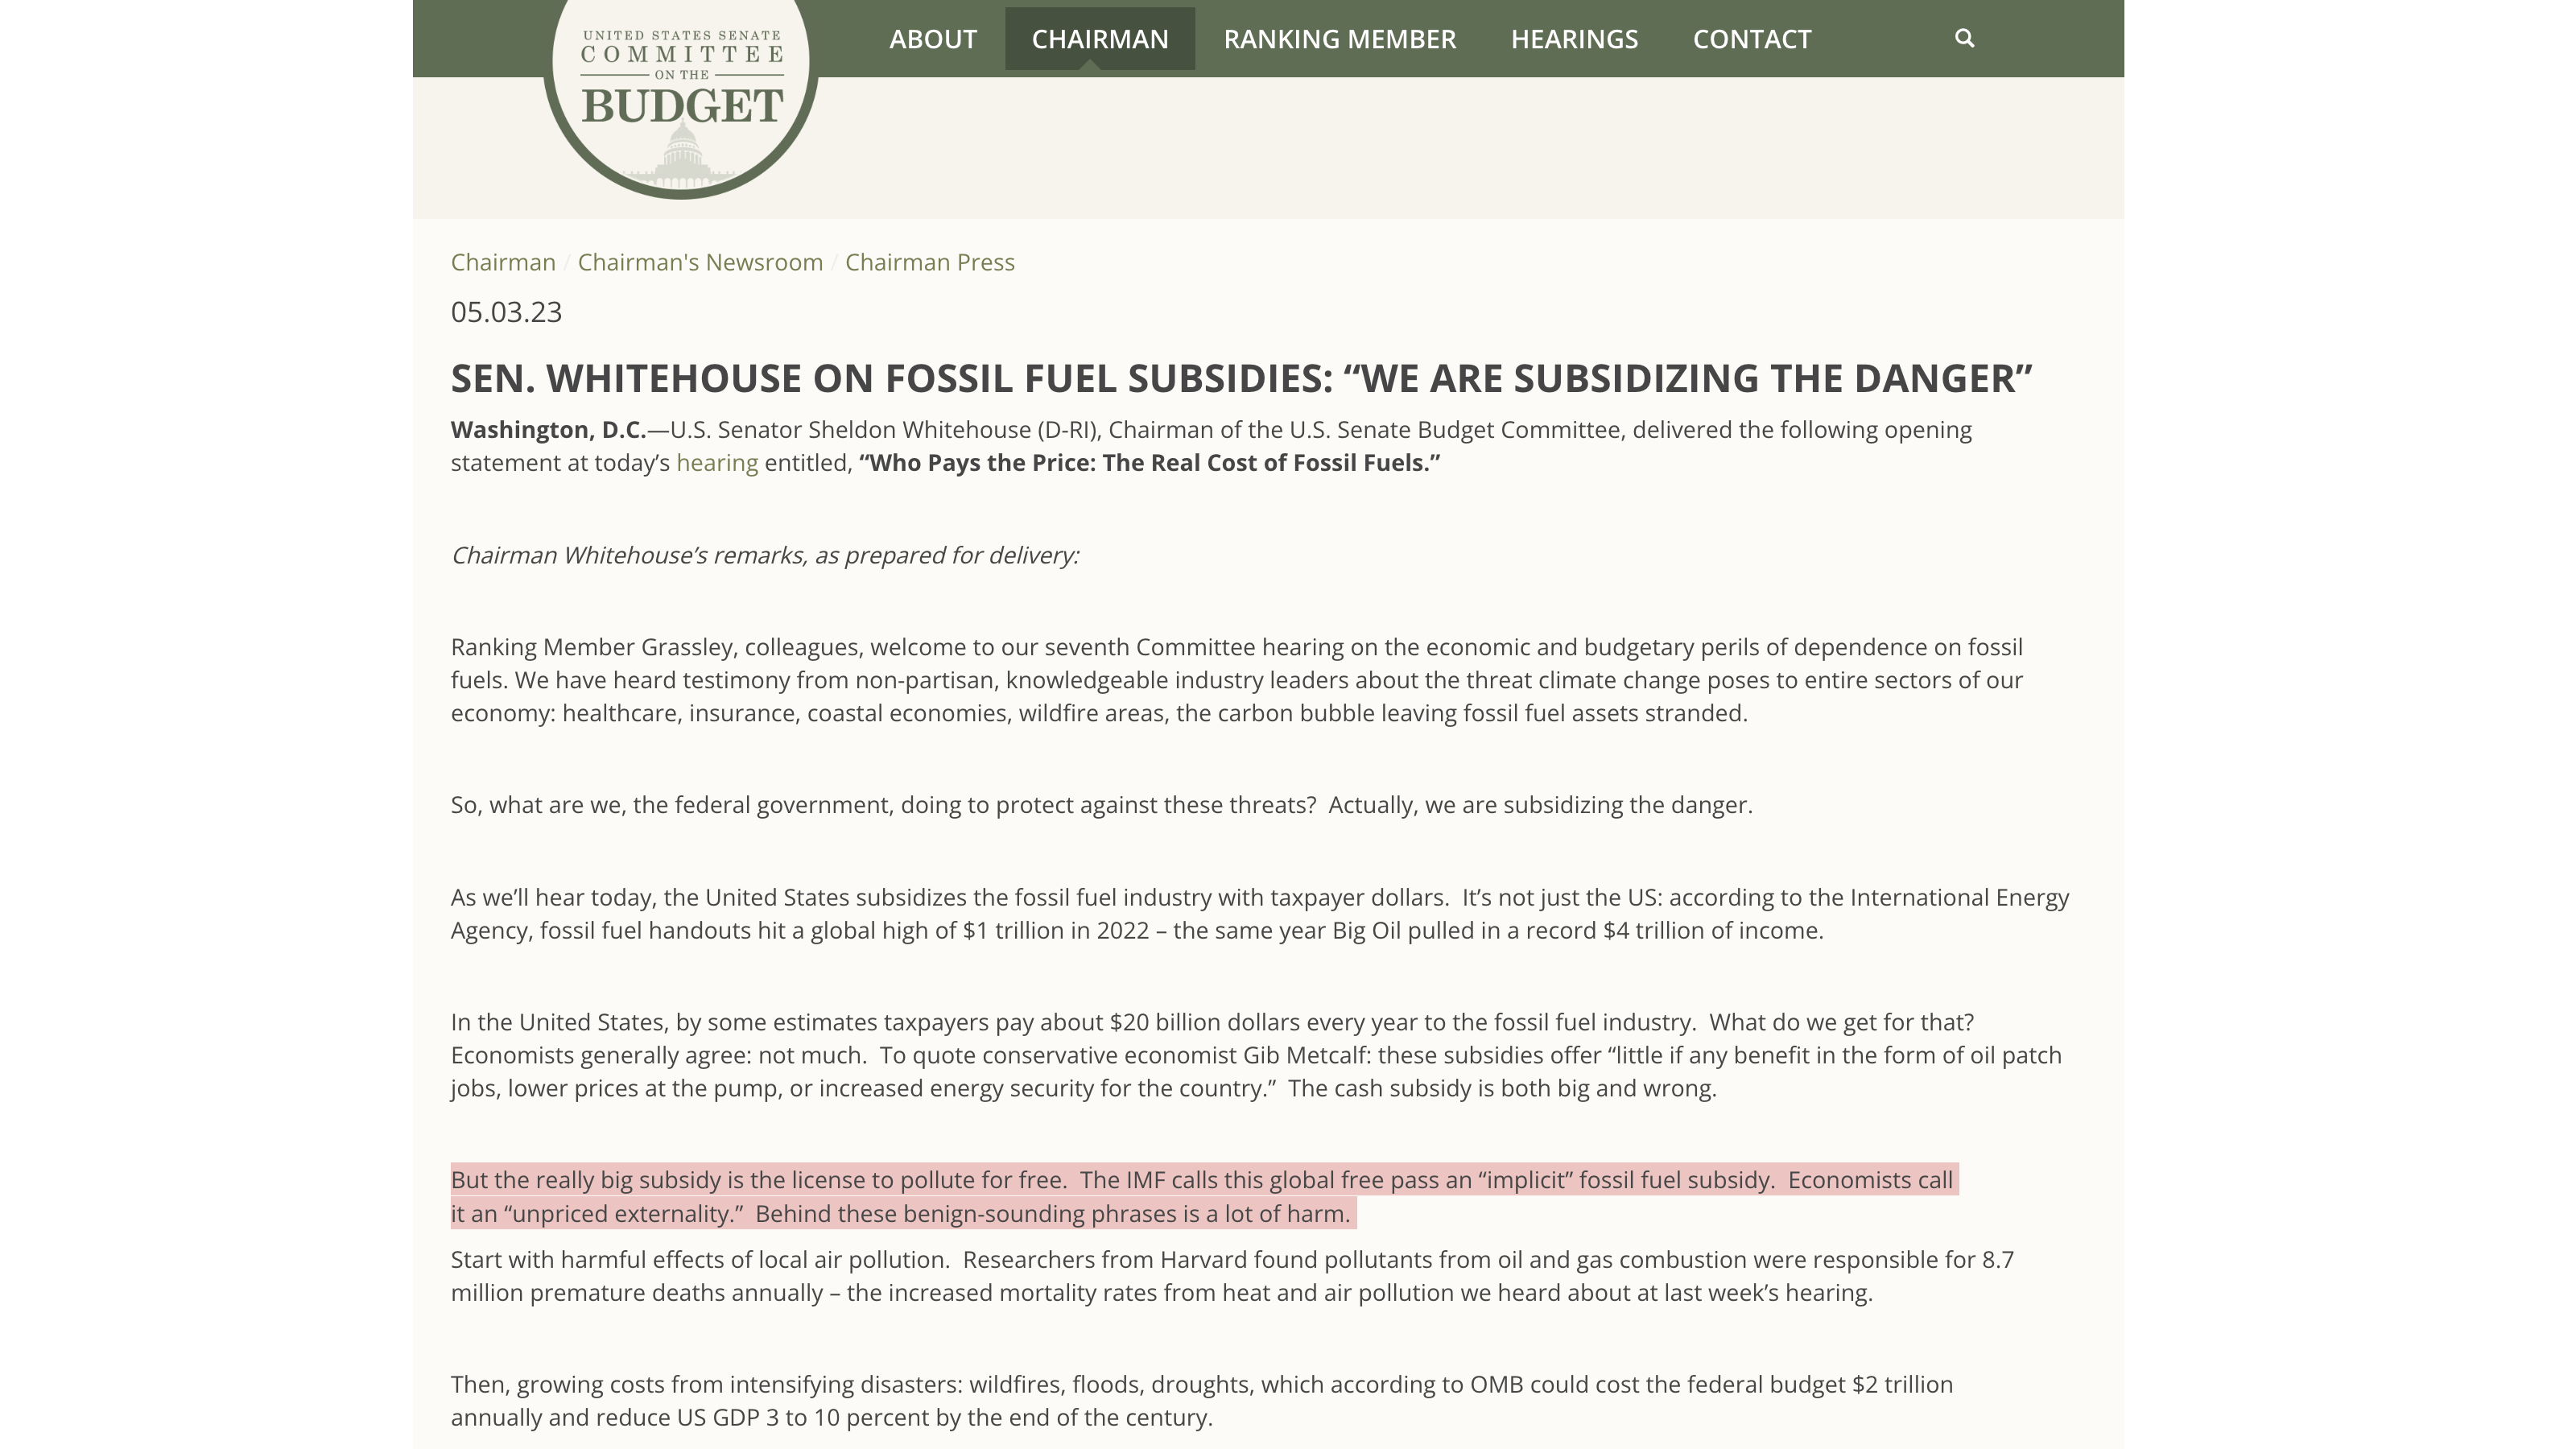 UNITED STATES SENATE
COMMITTEE
ON THE
BUDGET
ABOUT
CHAIRMAN
RANKING MEMBER
HEARINGS
CONTACT
Chairman / Chairman's Newsroom / Chairman Press
05.03.23
SEN. WHITEHOUSE ON FOSSIL FUEL SUBSIDIES: “WE ARE SUBSIDIZING THE DANGER”
Washington, D.C.—U.S. Senator Sheldon Whitehouse (D-RI), Chairman of the U.S. Senate Budget Committee, delivered the following opening
statement at today’s hearing entitled, “Who Pays the Price: The Real Cost of Fossil Fuels.”
Chairman Whitehouse’s remarks, as prepared for delivery:
Ranking Member Grassley, colleagues, welcome to our seventh Committee hearing on the economic and budgetary perils of dependence on fossil
fuels. We have heard testimony from non-partisan, knowledgeable industry leaders about the threat climate change poses to entire sectors of our
economy: healthcare, insurance, coastal economies, wildfire areas, the carbon bubble leaving fossil fuel assets stranded.
So, what are we, the federal government, doing to protect against these threats?  Actually, we are subsidizing the danger.
As we’ll hear today, the United States subsidizes the fossil fuel industry with taxpayer dollars.  It’s not just the US: according to the International Energy
Agency, fossil fuel handouts hit a global high of $1 trillion in 2022 – the same year Big Oil pulled in a record $4 trillion of income.
In the United States, by some estimates taxpayers pay about $20 billion dollars every year to the fossil fuel industry.  What do we get for that?
Economists generally agree: not much.  To quote conservative economist Gib Metcalf: these subsidies offer “little if any benefit in the form of oil patch
jobs, lower prices at the pump, or increased energy security for the country.”  The cash subsidy is both big and wrong.
But the really big subsidy is the license to pollute for free.  The IMF calls this global free pass an “implicit” fossil fuel subsidy.  Economists call
it an “unpriced externality.”  Behind these benign-sounding phrases is a lot of harm.
Start with harmful effects of local air pollution.  Researchers from Harvard found pollutants from oil and gas combustion were responsible for 8.7
million premature deaths annually – the increased mortality rates from heat and air pollution we heard about at last week’s hearing.
Then, growing costs from intensifying disasters: wildfires, floods, droughts, which according to OMB could cost the federal budget $2 trillion
annually and reduce US GDP 3 to 10 percent by the end of the century.